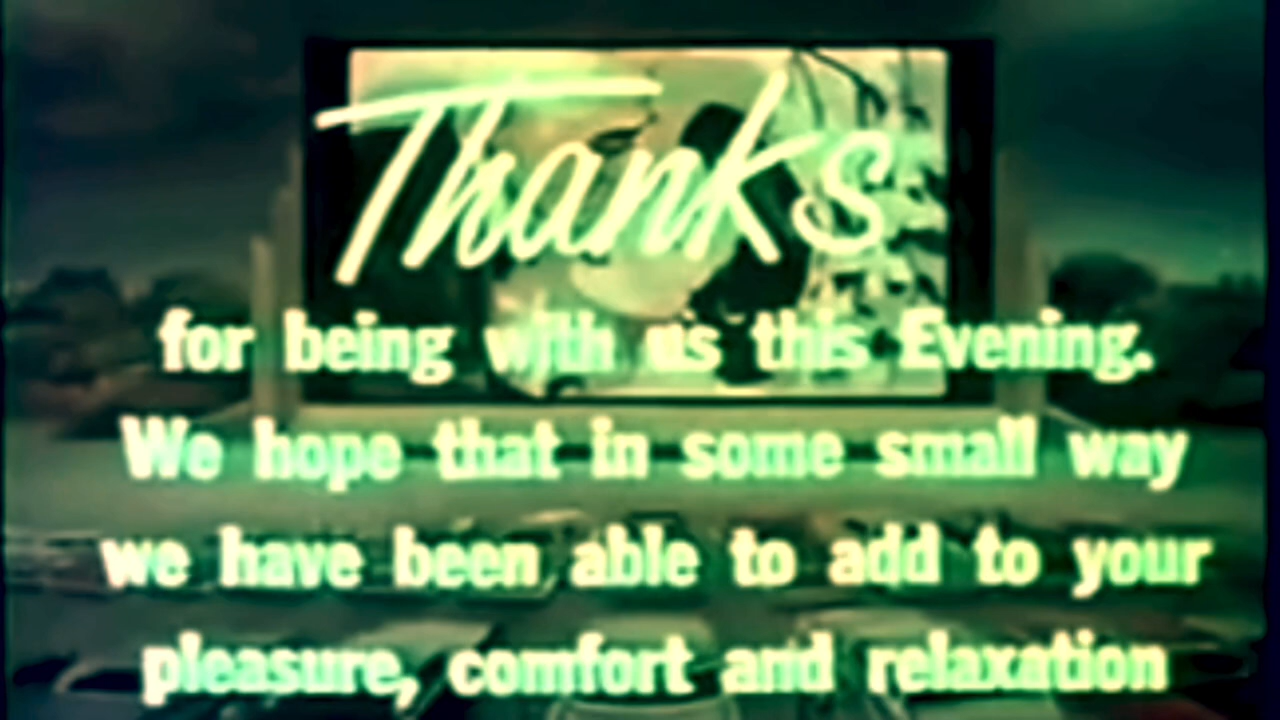 Thanks
for being with us this Evening.
We hope that in some small way
we have been able to add to your
pleasure, comfort and relaxation